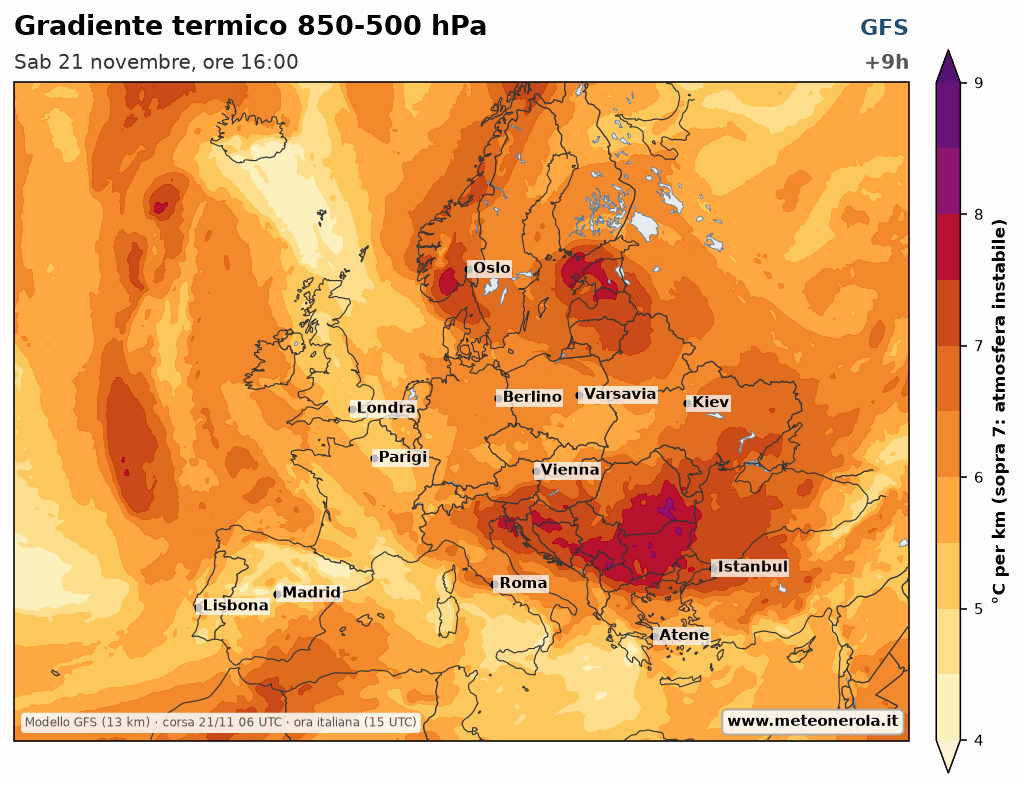 Gradiente termico 850-500 hPa
GFS
Sab 21 novembre, ore 16:00
+9h
9
8
7
6
5
4
°C per km (sopra 7: atmosfera instabile)
Oslo
Berlino
Varsavia
Kiev
Londra
Parigi
Vienna
Istanbul
Roma
Madrid
Lisbona
Atene
Modello GFS (13 km) · corsa 21/11 06 UTC · ora italiana (15 UTC)
www.meteonerola.it